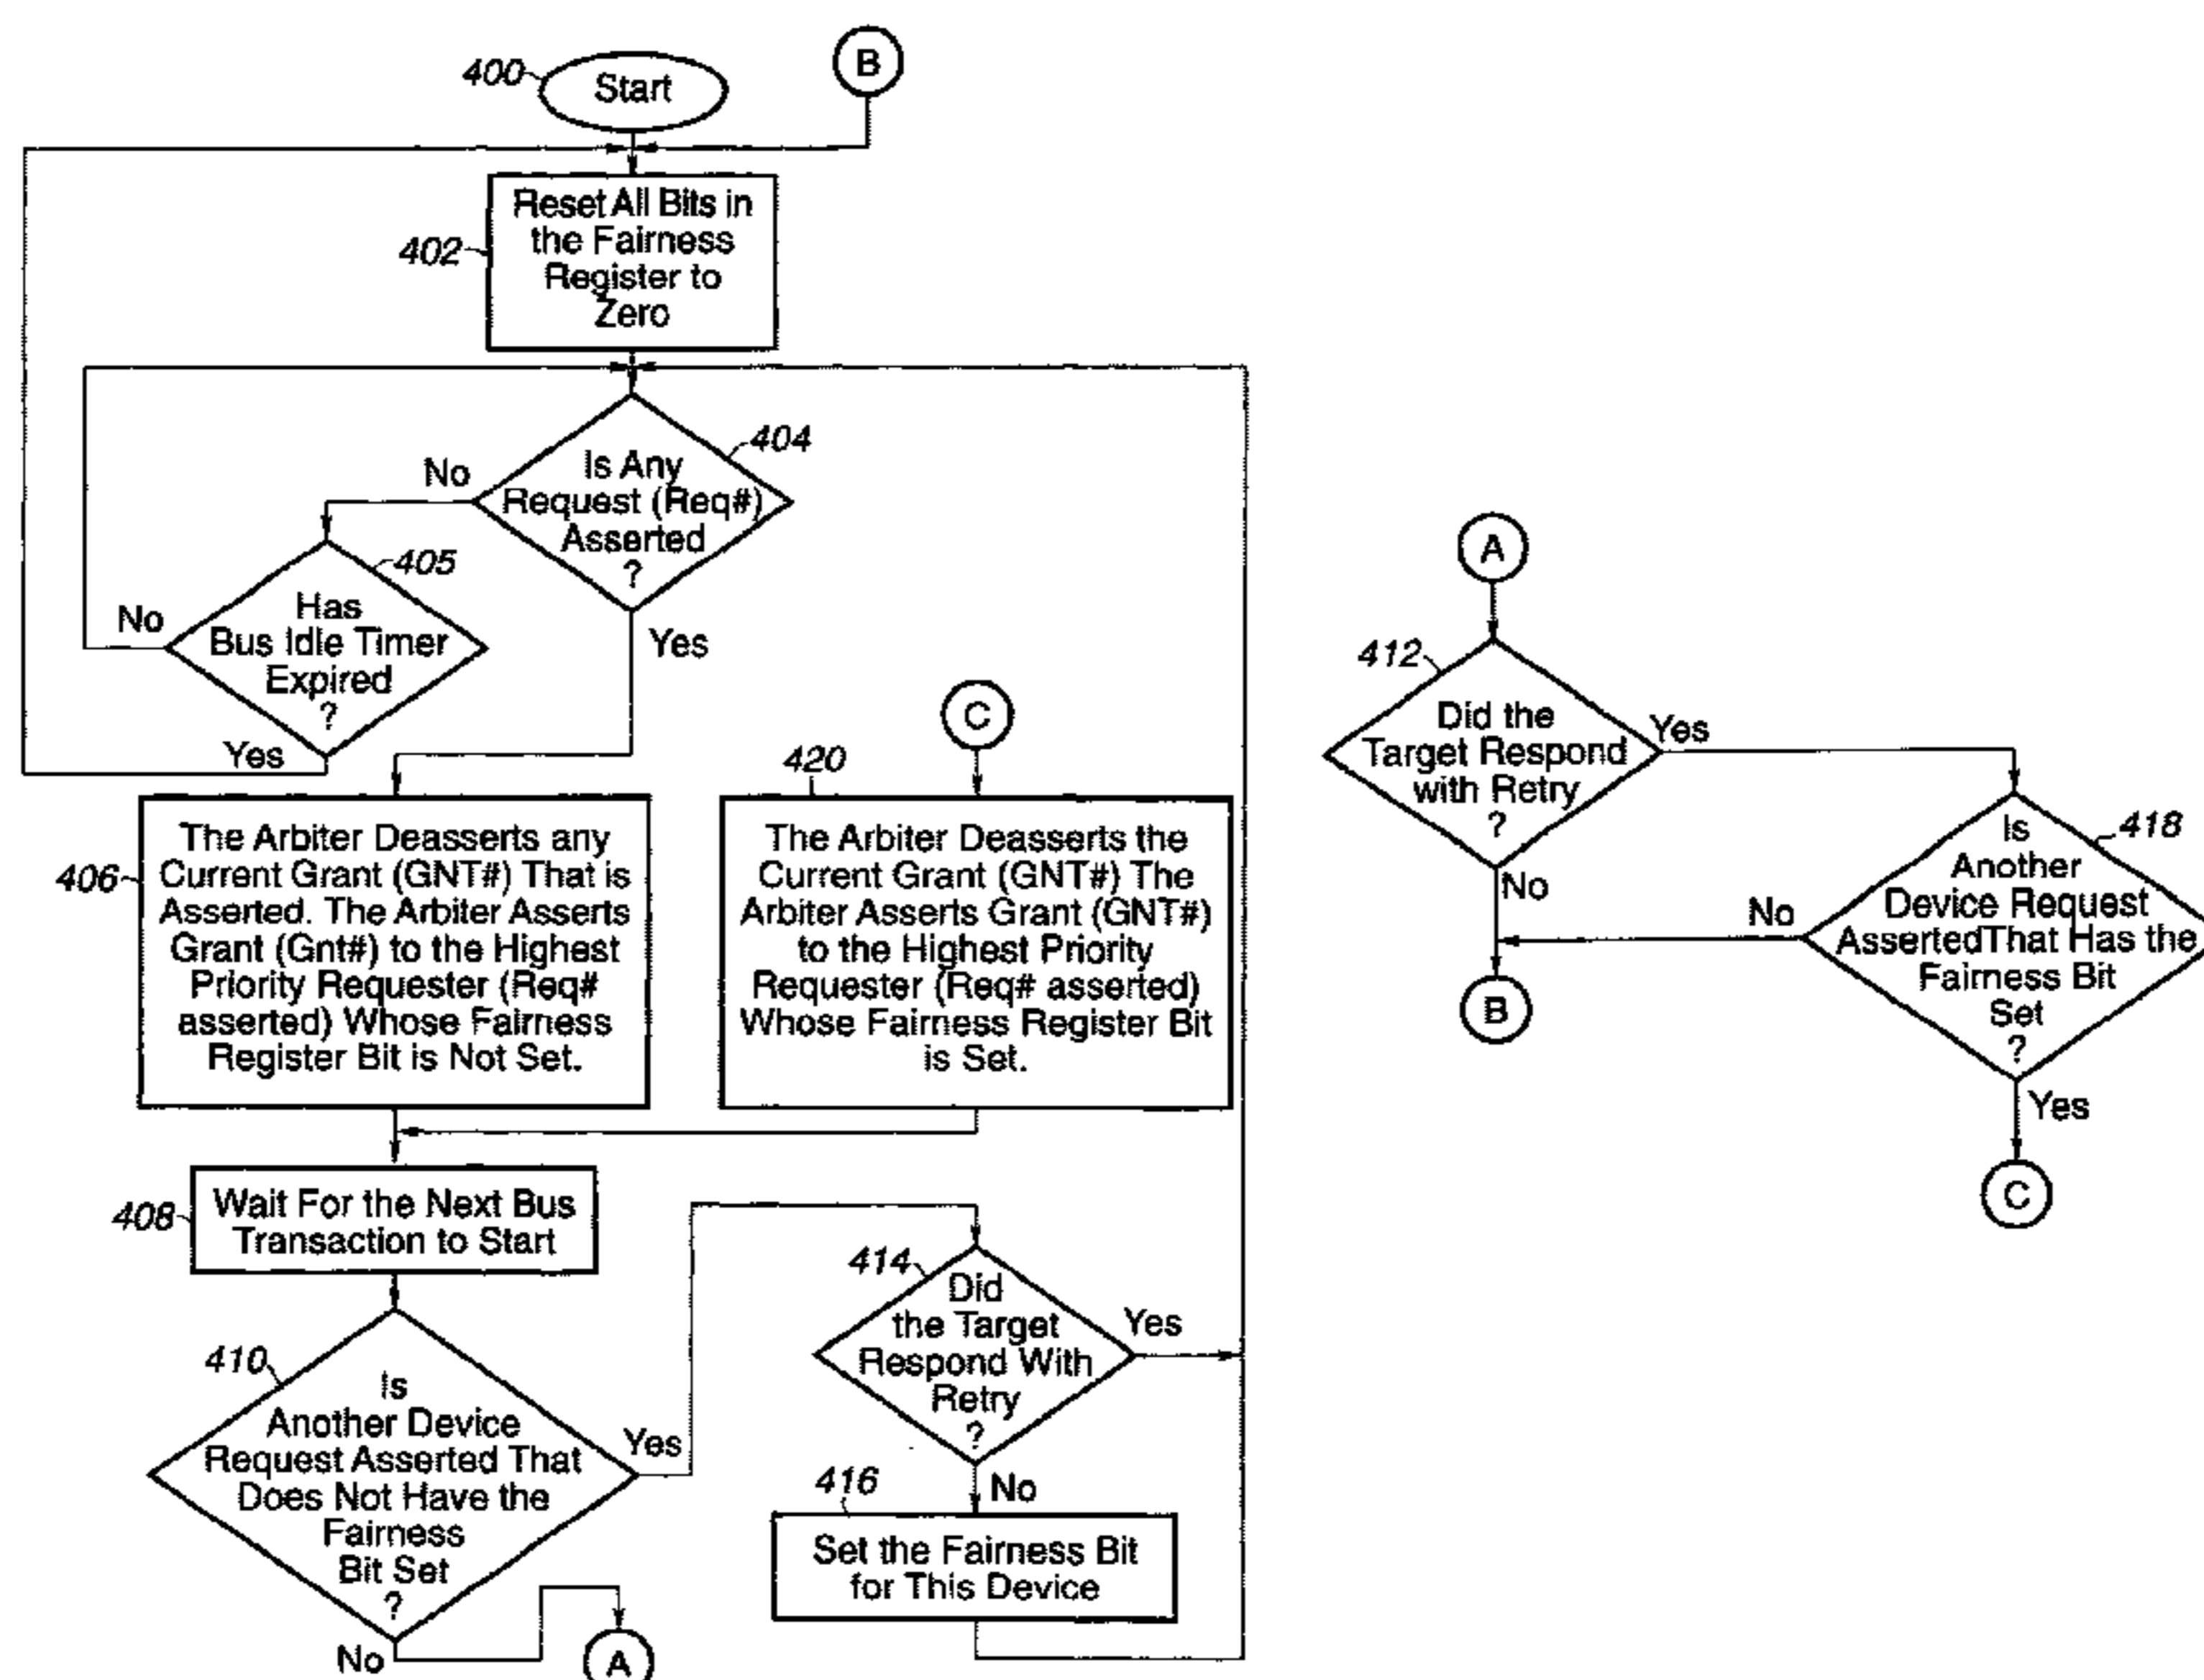 400
Start
B
402
Reset All Bits in
the Fairness
Register to
Zero
404
No
Is Any
Request (Req#)
Asserted
?
Yes
405
No
Has
Bus Idle Timer
Expired
?
Yes
406
The Arbiter Deasserts any
Current Grant (GNT#) That is
Asserted. The Arbiter Asserts
Grant (Gnt#) to the Highest
Priority Requester (Req#
asserted) Whose Fairness
Register Bit is Not Set.
C
420
The Arbiter Deasserts the
Current Grant (GNT#) The
Arbiter Asserts Grant (GNT#)
to the Highest Priority
Requester (Req# asserted)
Whose Fairness Register Bit
is Set.
408
Wait For the Next Bus
Transaction to Start
410
Is
Another Device
Request Asserted That
Does Not Have the
Fairness
Bit Set
?
Yes
No
A
414
Did
the Target
Respond With
Retry
?
Yes
No
416
Set the Fairness Bit
for This Device
A
412
Did the
Target Respond
with Retry
?
Yes
No
B
418
Is
Another
Device Request
AssertedThat Has the
Fairness Bit
Set
?
No
Yes
C